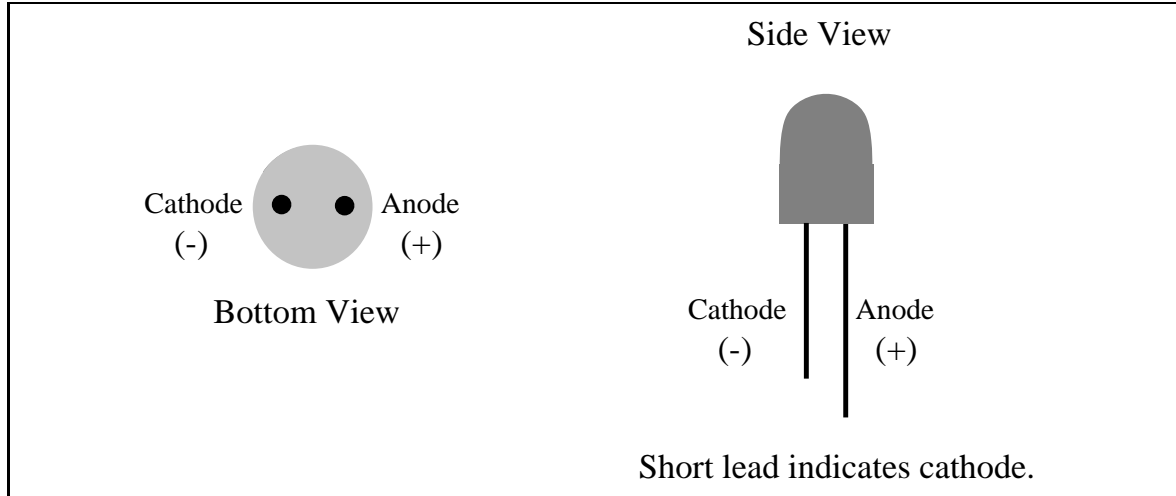 Side View
Cathode
(-)
Anode
(+)
Bottom View
Cathode
(-)
Anode
(+)
Short lead indicates cathode.